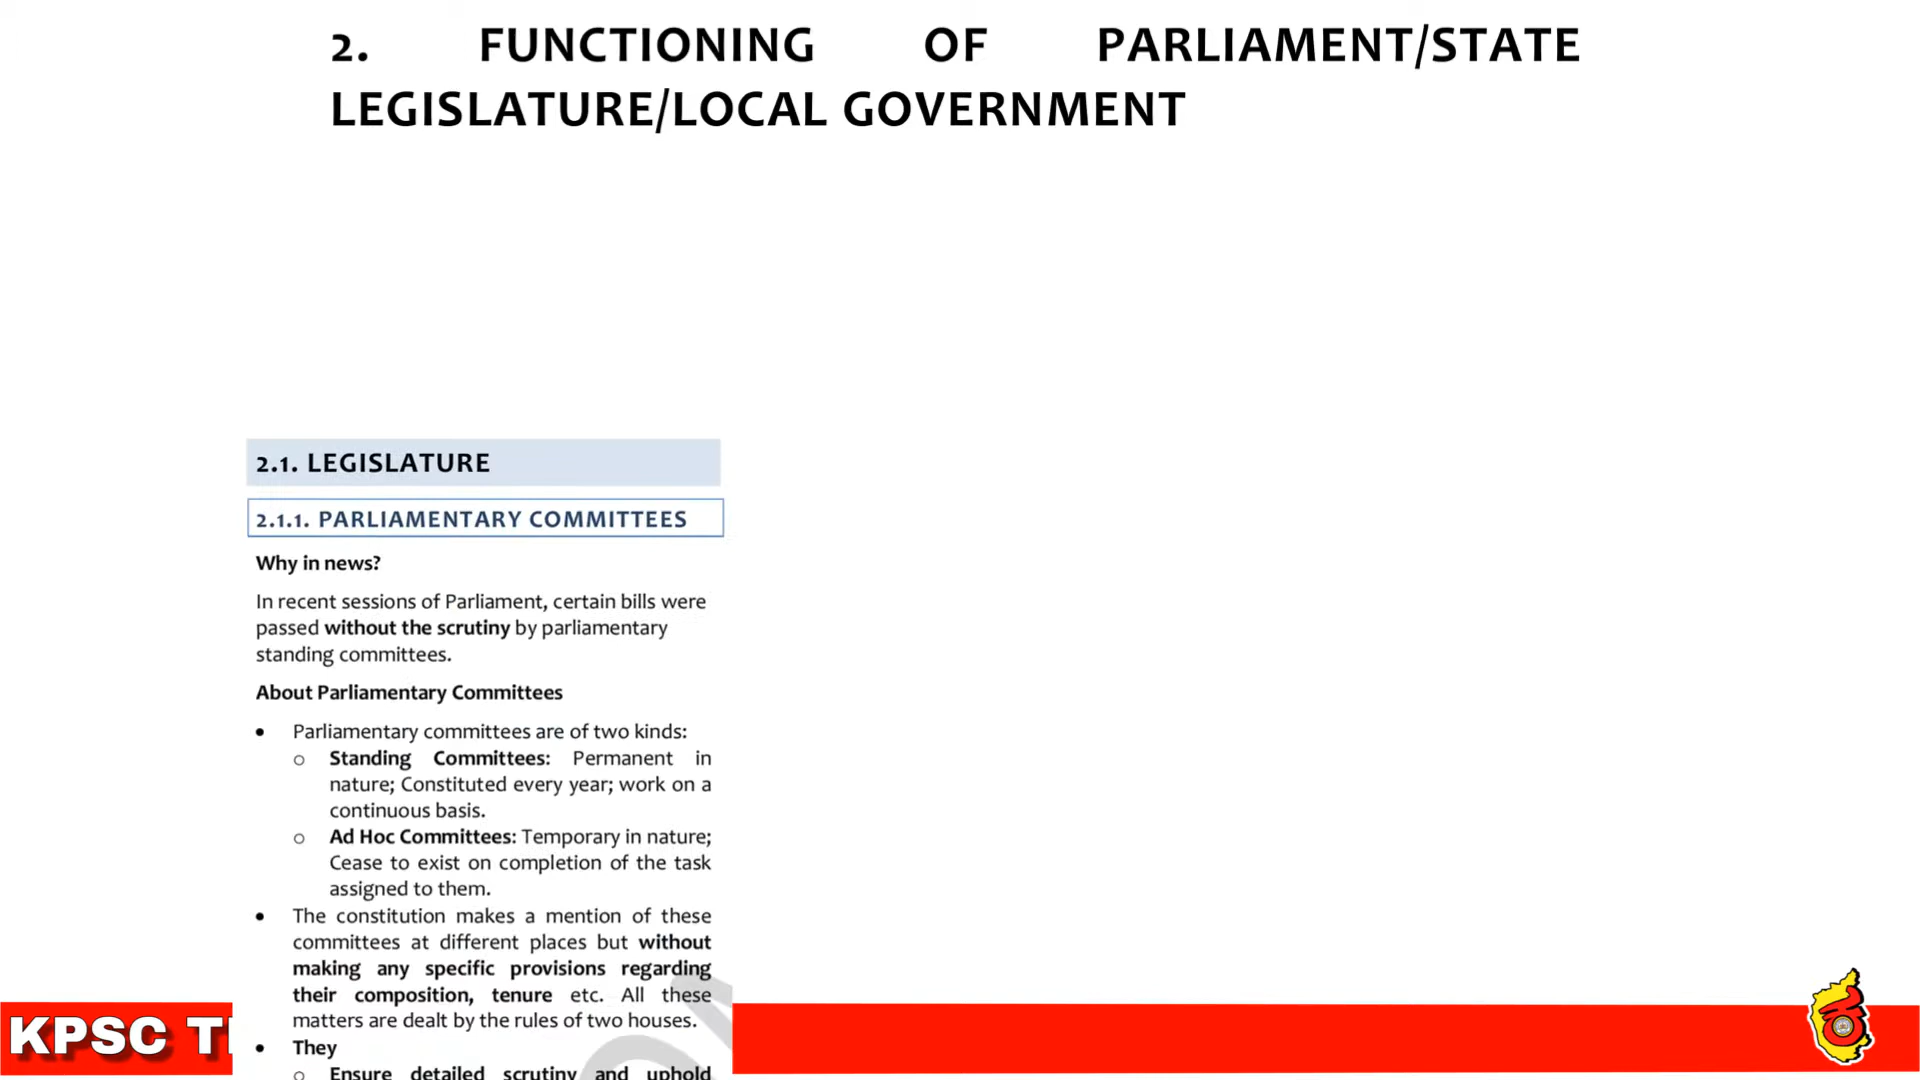 2. FUNCTIONING OF PARLIAMENT/STATE
LEGISLATURE/LOCAL GOVERNMENT
2.1. LEGISLATURE
2.1.1. PARLIAMENTARY COMMITTEES
Why in news?
In recent sessions of Parliament, certain bills were
passed without the scrutiny by parliamentary
standing committees.
About Parliamentary Committees
• Parliamentary committees are of two kinds:
o Standing Committees: Permanent in
nature; Constituted every year; work on a
continuous basis.
o Ad Hoc Committees: Temporary in nature;
Cease to exist on completion of the task
assigned to them.
• The constitution makes a mention of these
committees at different places but without
making any specific provisions regarding
their composition, tenure etc. All these
matters are dealt by the rules of two houses.
• They
o Ensure detailed scrutiny and uphold
KPSC